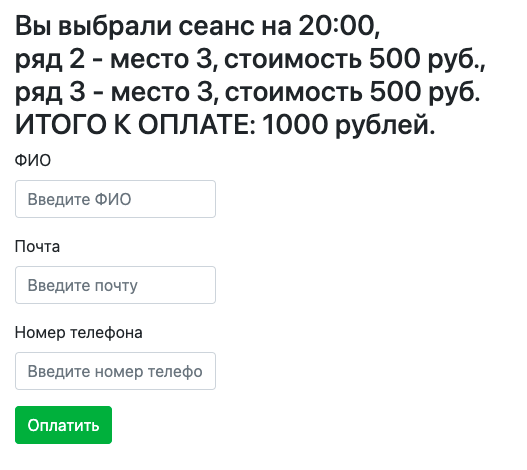 Вы выбрали сеанс на 20:00,
ряд 2 - место 3, стоимость 500 руб.,
ряд 3 - место 3, стоимость 500 руб.
ИТОГО К ОПЛАТЕ: 1000 рублей.
ФИО
Введите ФИО
Почта
Введите почту
Номер телефона
Введите номер телефо
Оплатить